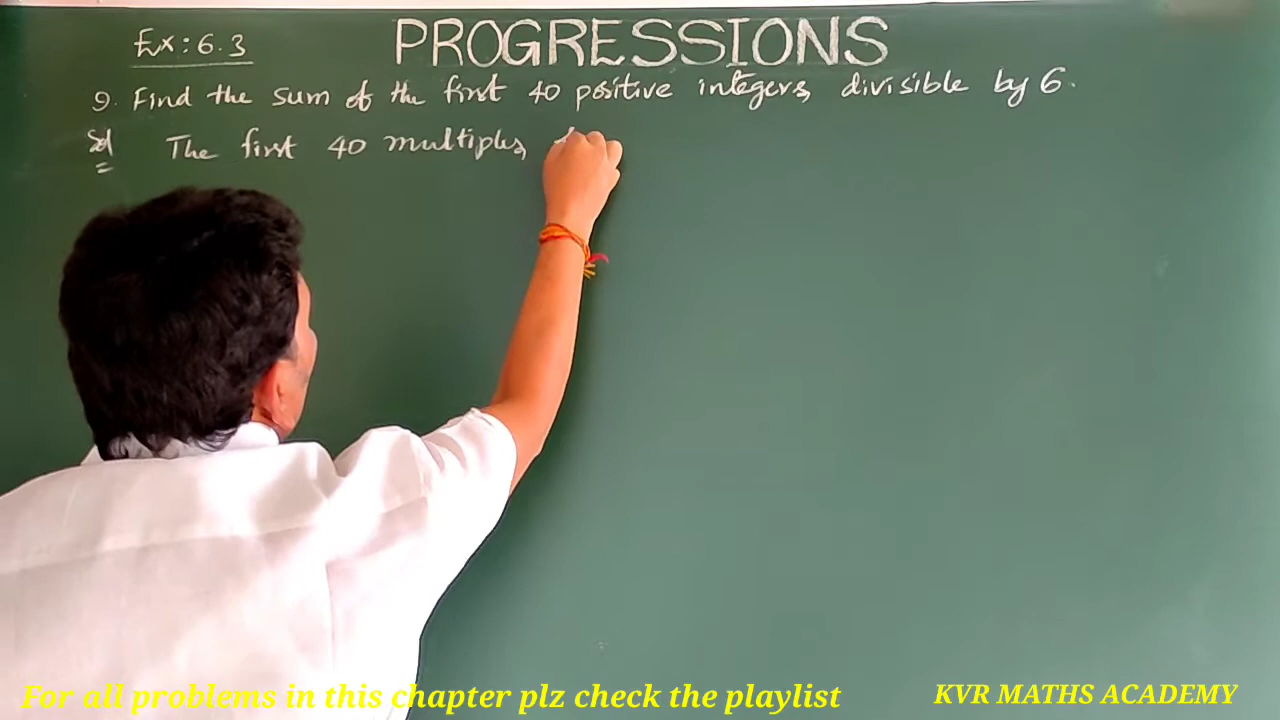 Ex: 6.3
PROGRESSIONS
9. Find the sum of the first 40 positive integers, divisible by 6.
Sol The first 40 multiples,
For all problems in this chapter plz check the playlist
KVR MATHS ACADEMY